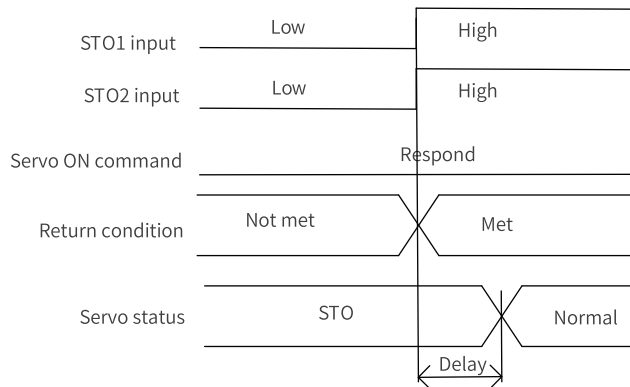 STO1 input Low High
STO2 input Low High
Servo ON command Respond
Return condition Not met Met
Servo status STO Normal
Delay